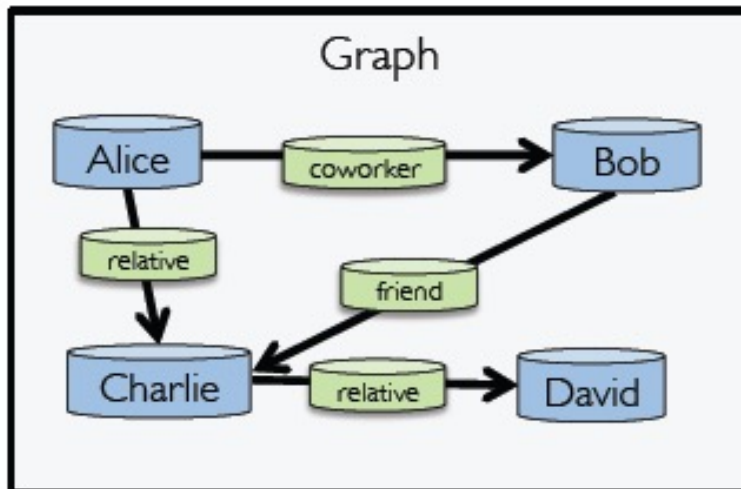 Graph
Alice
coworker
Bob
relative
friend
Charlie
relative
David